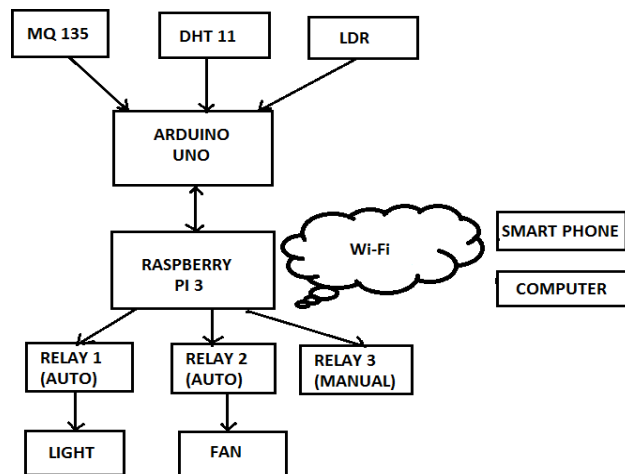 MQ 135
DHT 11
LDR
ARDUINO
UNO
Wi-Fi
SMART PHONE
RASPBERRY
PI 3
COMPUTER
RELAY 1
(AUTO)
RELAY 2
(AUTO)
RELAY 3
(MANUAL)
LIGHT
FAN